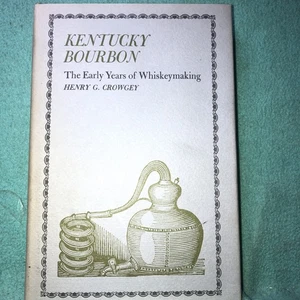 KENTUCKY
BOURBON
The Early Years of Whiskeymaking
HENRY G. CROWGEY